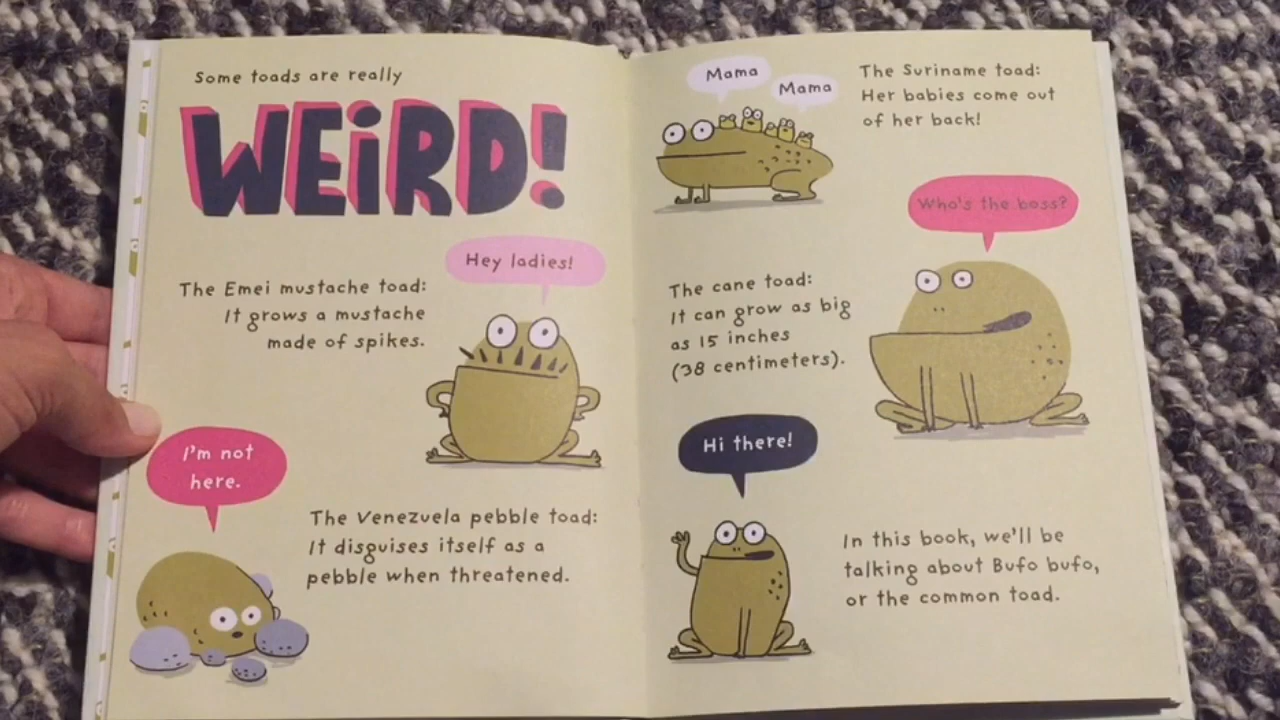 Some toads are really
WEiRD!
Hey ladies!
The Emei mustache toad:
It grows a mustache
made of spikes.
I'm not
here.
The Venezuela pebble toad:
It disguises itself as a
pebble when threatened.
Mama
Mama
The Suriname toad:
Her babies come out
of her back!
Who's the boss?
The cane toad:
It can grow as big
as 15 inches
(38 centimeters).
Hi there!
In this book, we'll be
talking about Bufo bufo,
or the common toad.